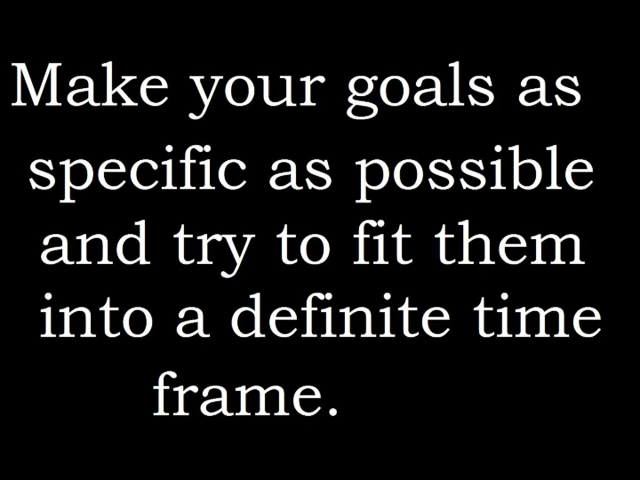 Make your goals as
specific as possible
and try to fit them
into a definite time
frame.